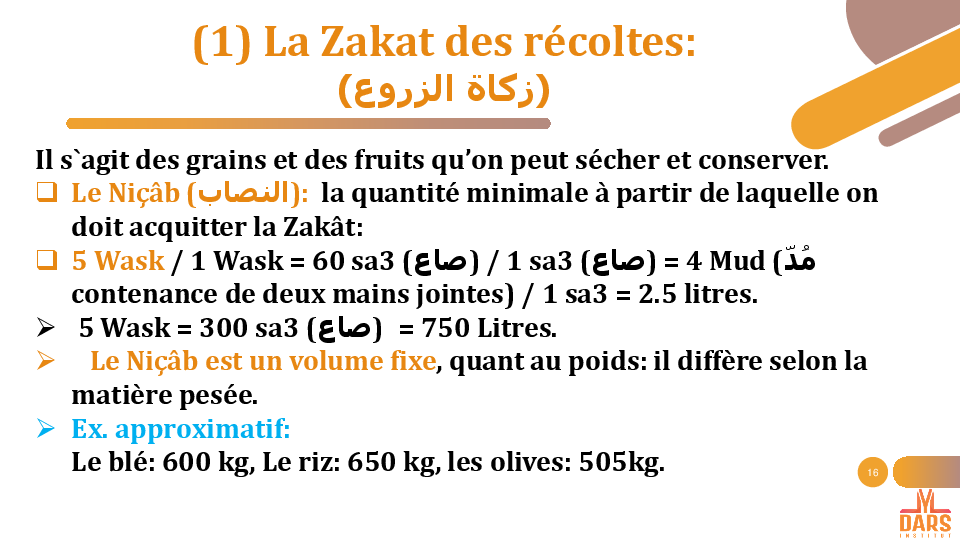 (1) La Zakat des récoltes:
(زكاة الزروع)
Il s`agit des grains et des fruits qu’on peut sécher et conserver.
❑ Le Niçâb (النصاب): la quantité minimale à partir de laquelle on
doit acquitter la Zakât:
❑ 5 Wask / 1 Wask = 60 sa3 (صاع) / 1 sa3 (صاع) = 4 Mud (مُدّ
contenance de deux mains jointes) / 1 sa3 = 2.5 litres.
➢ 5 Wask = 300 sa3 (صاع) = 750 Litres.
➢ Le Niçâb est un volume fixe, quant au poids: il diffère selon la
matière pesée.
➢ Ex. approximatif:
Le blé: 600 kg, Le riz: 650 kg, les olives: 505kg.
16
DARS
INSTITUT